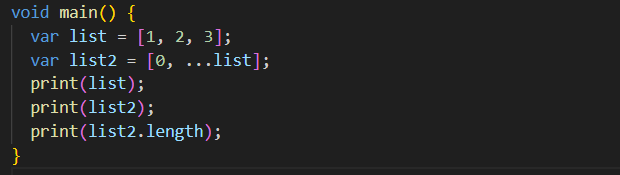 void main() {
  var list = [1, 2, 3];
  var list2 = [0, ...list];
  print(list);
  print(list2);
  print(list2.length);
}